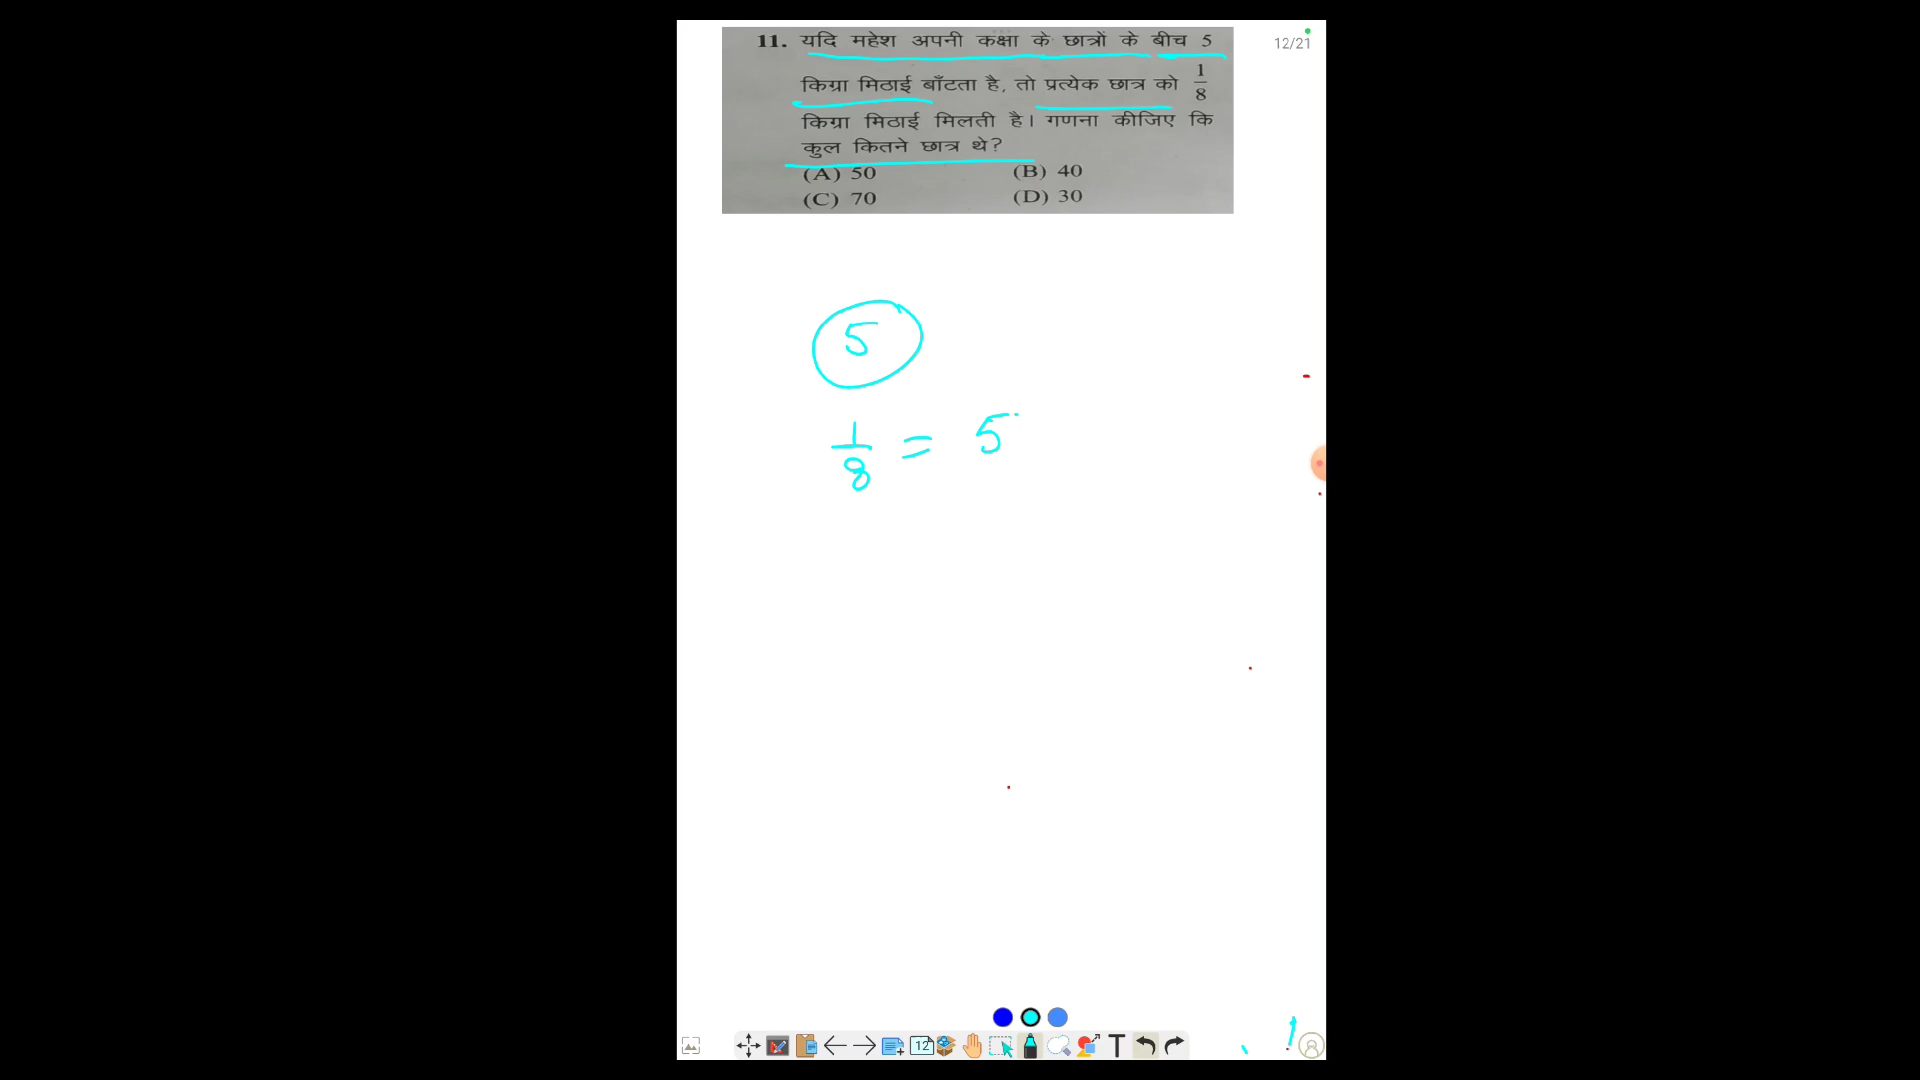 12/21
11. यदि महेश अपनी कक्षा के छात्रों के बीच 5
किग्रा मिठाई बाँटता है, तो प्रत्येक छात्र को 1/8
किग्रा मिठाई मिलती है। गणना कीजिए कि
कुल कितने छात्र थे?
(A) 50 (B) 40
(C) 70 (D) 30
5
1/8 = 5
12 T